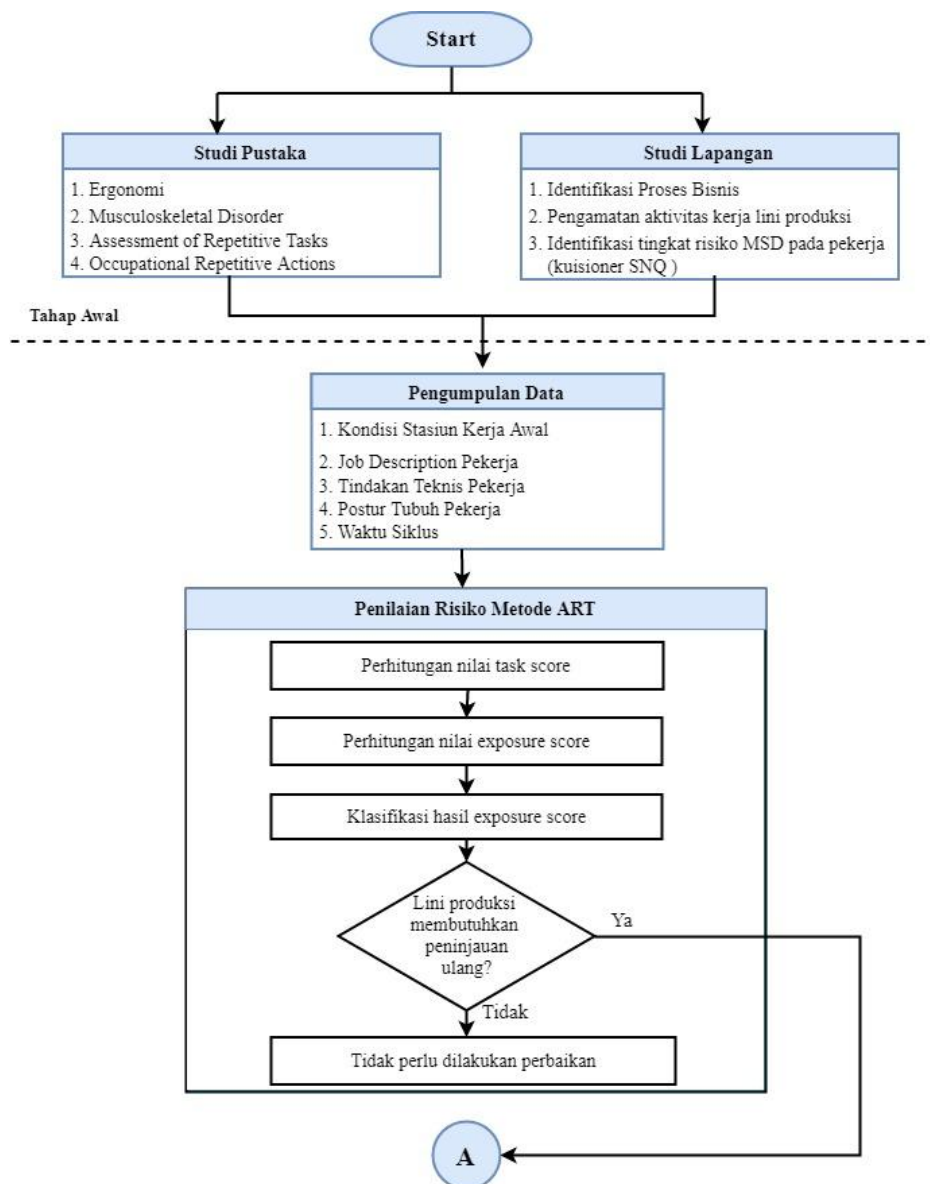 Start
Studi Pustaka
1. Ergonomi
2. Musculoskeletal Disorder
3. Assessment of Repetitive Tasks
4. Occupational Repetitive Actions
Studi Lapangan
1. Identifikasi Proses Bisnis
2. Pengamatan aktivitas kerja lini produksi
3. Identifikasi tingkat risiko MSD pada pekerja
(kuisioner SNQ )
Tahap Awal
Pengumpulan Data
1. Kondisi Stasiun Kerja Awal
2. Job Description Pekerja
3. Tindakan Teknis Pekerja
4. Postur Tubuh Pekerja
5. Waktu Siklus
Penilaian Risiko Metode ART
Perhitungan nilai task score
Perhitungan nilai exposure score
Klasifikasi hasil exposure score
Lini produksi
membutuhkan
peninjauan
ulang?
Ya
Tidak
Tidak perlu dilakukan perbaikan
A